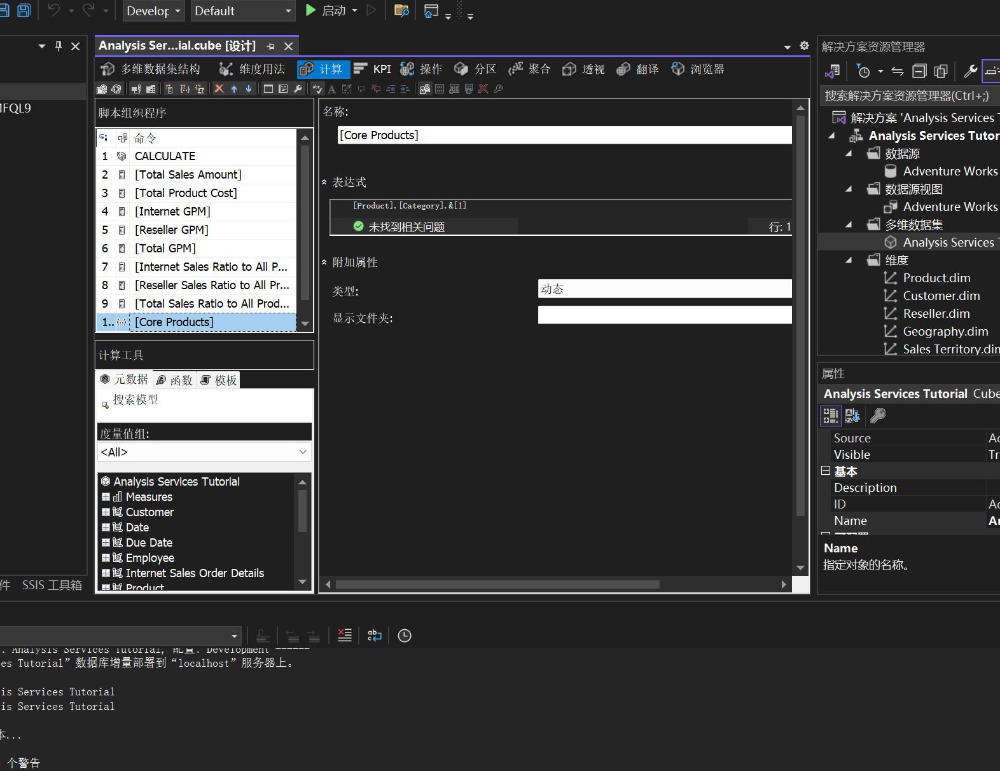 Develop
Default
启动
Analysis Ser...ial.cube [设计]
多维数据集结构
维度用法
计算
KPI
操作
分区
聚合
透视
翻译
浏览器
MFQL9
脚本组织程序
命令
1 CALCULATE
2 [Total Sales Amount]
3 [Total Product Cost]
4 [Internet GPM]
5 [Reseller GPM]
6 [Total GPM]
7 [Internet Sales Ratio to All P...
8 [Reseller Sales Ratio to All Pr...
9 [Total Sales Ratio to All Prod...
1.. [Core Products]
计算工具
元数据
函数
模板
搜索模型
度量值组:
<All>
Analysis Services Tutorial
Measures
Customer
Date
Due Date
Employee
Internet Sales Order Details
Product
名称:
[Core Products]
表达式
[Product].[Category].&[1]
未找到相关问题
行: 1
附加属性
类型:
动态
显示文件夹:
解决方案资源管理器
搜索解决方案资源管理器(Ctrl+;)
解决方案 'Analysis Services T
Analysis Services Tutor
数据源
Adventure Works
数据源视图
Adventure Works
多维数据集
Analysis Services T
维度
Product.dim
Customer.dim
Reseller.dim
Geography.dim
Sales Territory.dim
属性
Analysis Services Tutorial Cube
Source Ad
Visible Tr
基本
Description
ID Ad
Name An
Name
指定对象的名称。
件
SSIS 工具箱
: Analysis Services Tutorial, 配置: Development ------
es Tutorial”数据库增量部署到“localhost”服务器上。
is Services Tutorial
is Services Tutorial
本...
个警告